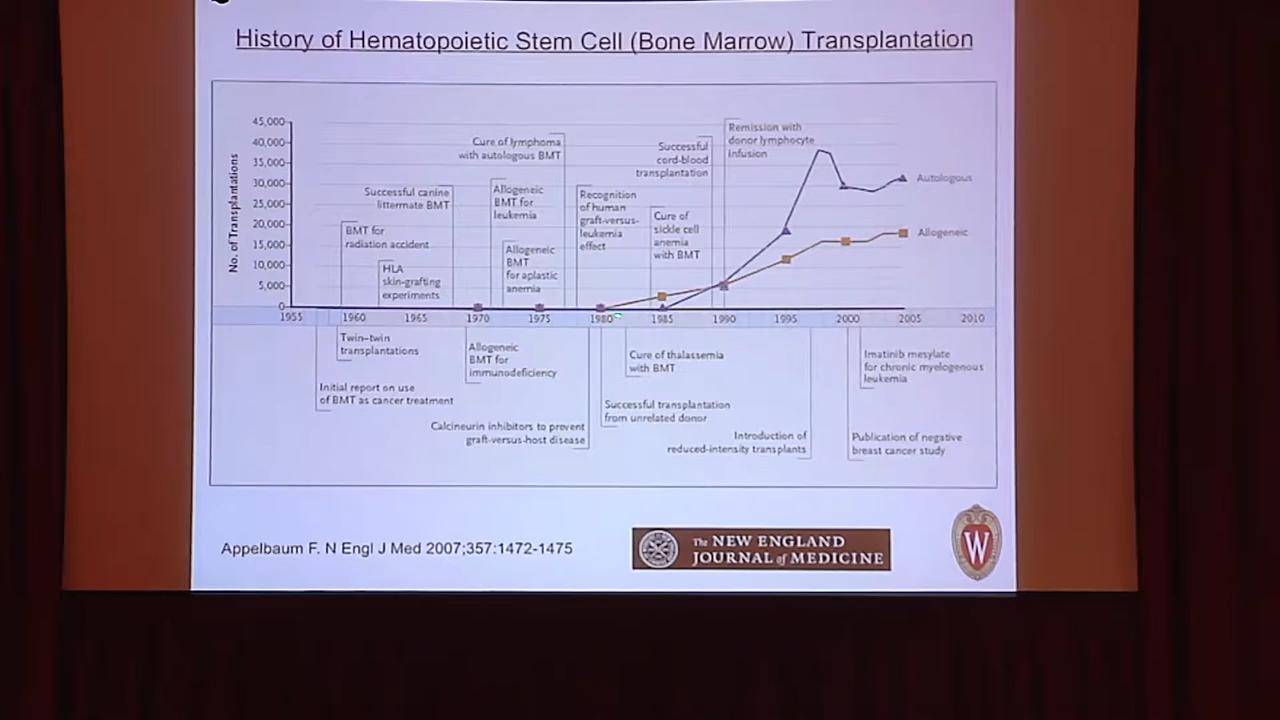 History of Hematopoietic Stem Cell (Bone Marrow) Transplantation
No. of Transplantations
45,000
40,000
35,000
30,000
25,000
20,000
15,000
10,000
5,000
0
1955 1960 1965 1970 1975 1980 1985 1990 1995 2000 2005 2010
BMT for
radiation accident
Successful canine
littermate BMT
HLA
skin-grafting
experiments
Cure of lymphoma
with autologous BMT
Allogeneic
BMT for
leukemia
Allogeneic
BMT
for aplastic
anemia
Recognition
of human
graft-versus-
leukemia
effect
Successful
cord-blood
transplantation
Cure of
sickle cell
anemia
with BMT
Remission with
donor lymphocyte
infusion
Autologous
Allogeneic
Twin–twin
transplantations
Initial report on use
of BMT as cancer treatment
Allogeneic
BMT for
immunodeficiency
Calcineurin inhibitors to prevent
graft-versus-host disease
Cure of thalassemia
with BMT
Successful transplantation
from unrelated donor
Introduction of
reduced-intensity transplants
Imatinib mesylate
for chronic myelogenous
leukemia
Publication of negative
breast cancer study
Appelbaum F. N Engl J Med 2007;357:1472-1475
The NEW ENGLAND
JOURNAL of MEDICINE
W